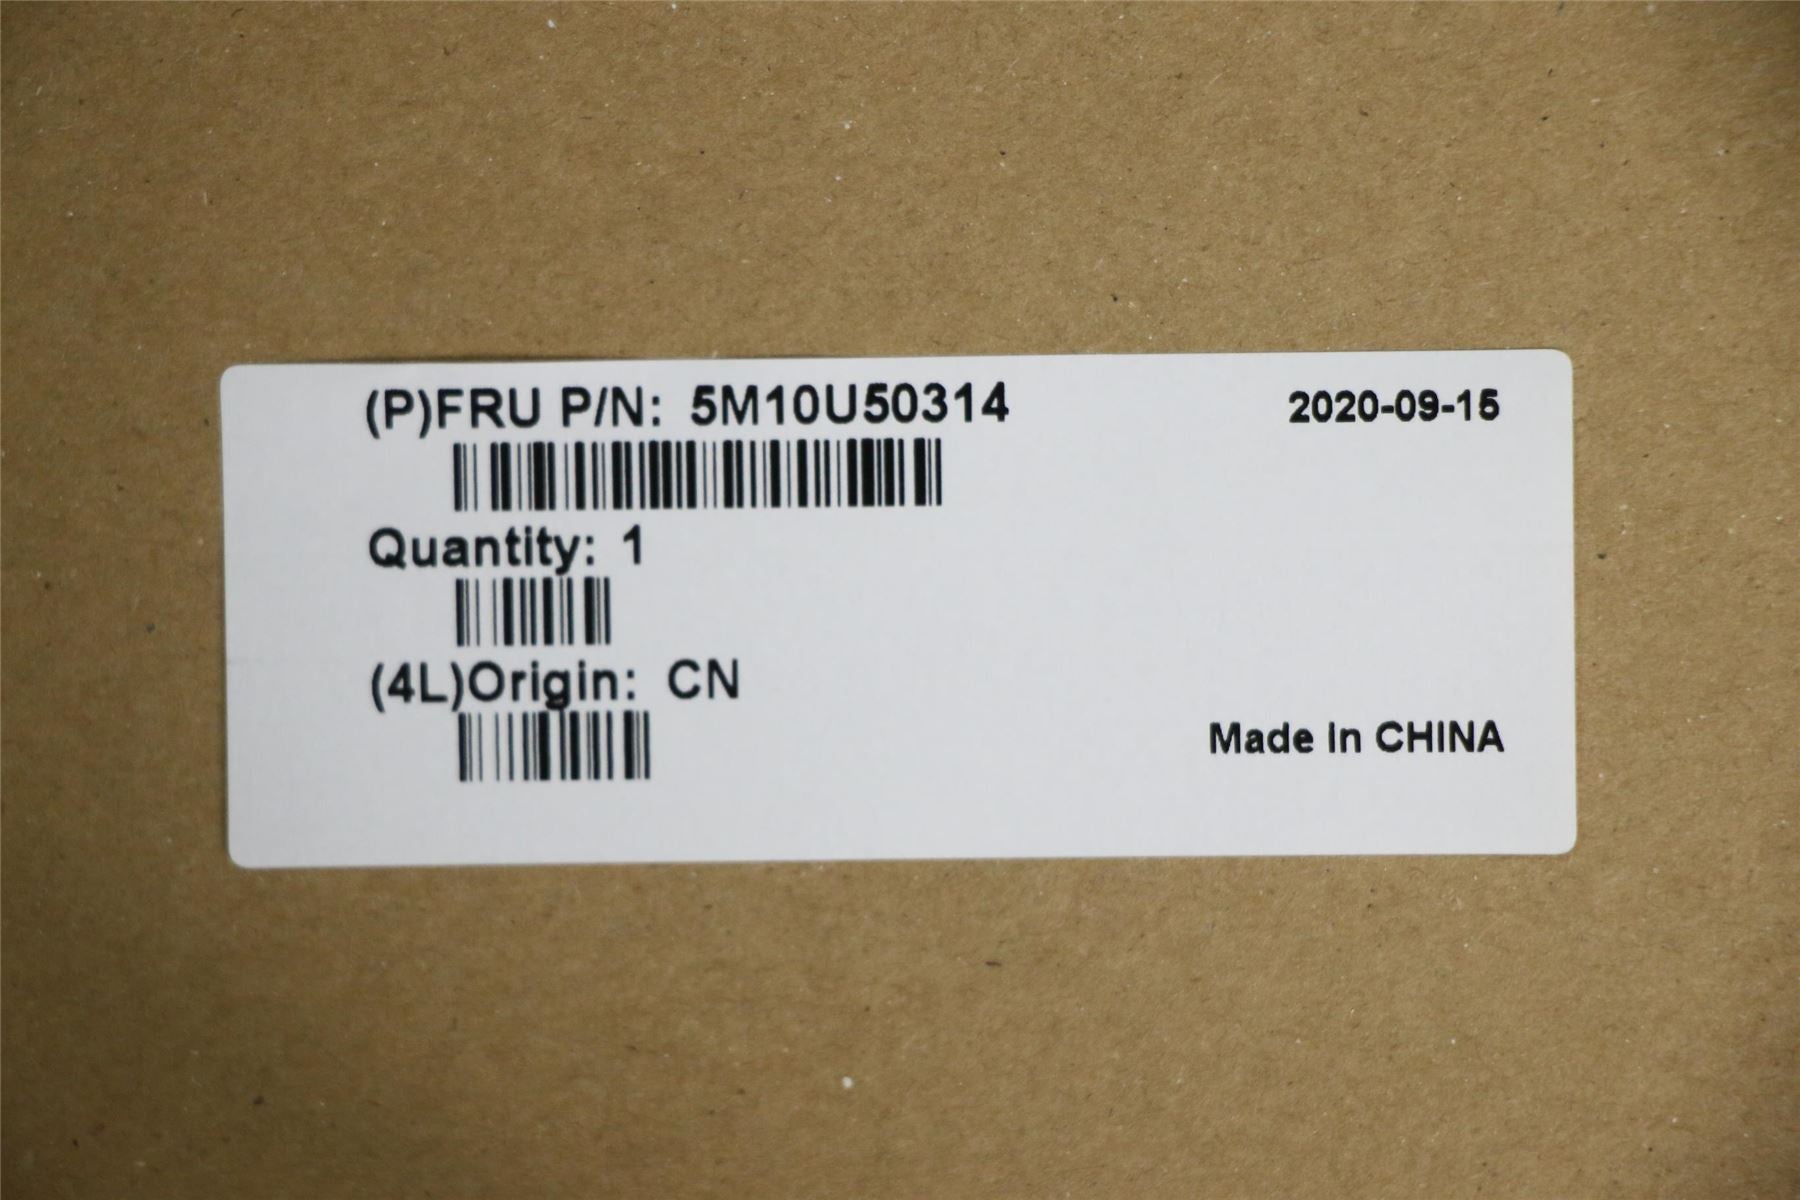 (P)FRU P/N: 5M10U50314 2020-09-15
Quantity: 1
(4L)Origin: CN
Made In CHINA